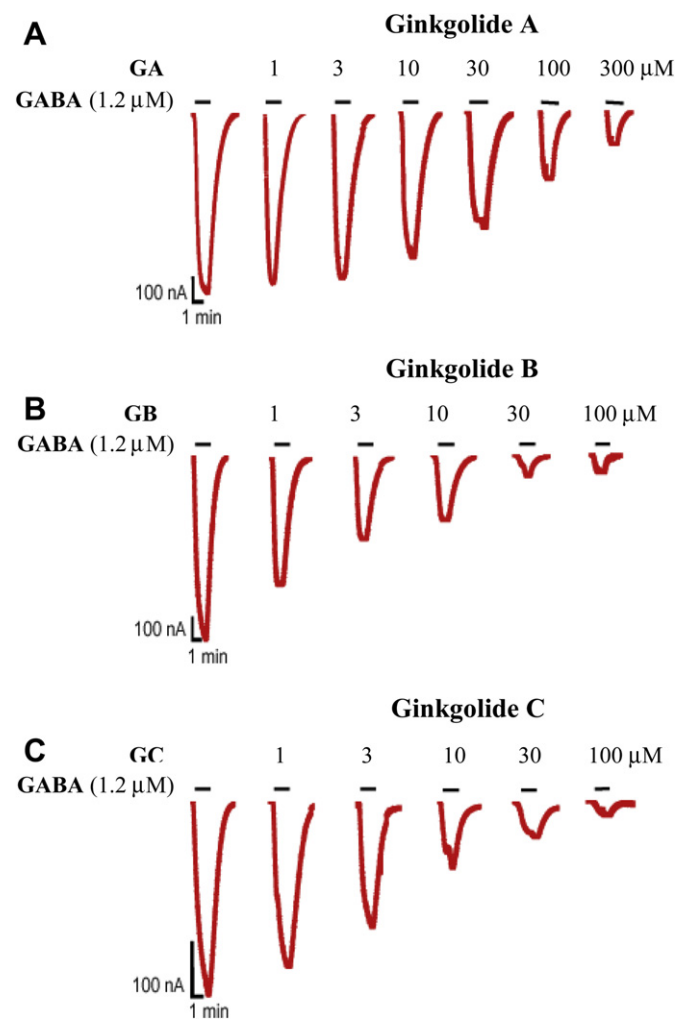 A
Ginkgolide A
GA 1 3 10 30 100 300 µM
GABA (1.2 µM)
100 nA
1 min
Ginkgolide B
B
GB 1 3 10 30 100 µM
GABA (1.2 µM)
100 nA
1 min
Ginkgolide C
C
GC 1 3 10 30 100 µM
GABA (1.2 µM)
100 nA
1 min